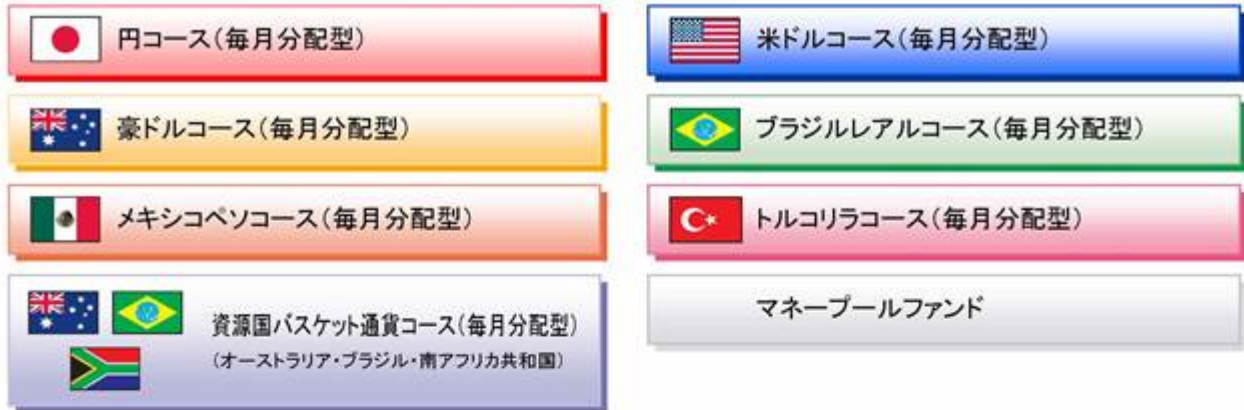 円コース(毎月分配型)
米ドルコース(毎月分配型)
豪ドルコース(毎月分配型)
ブラジルレアルコース(毎月分配型)
メキシコペソコース(毎月分配型)
トルコリラコース(毎月分配型)
資源国バスケット通貨コース(毎月分配型)
(オーストラリア・ブラジル・南アフリカ共和国)
マネープールファンド